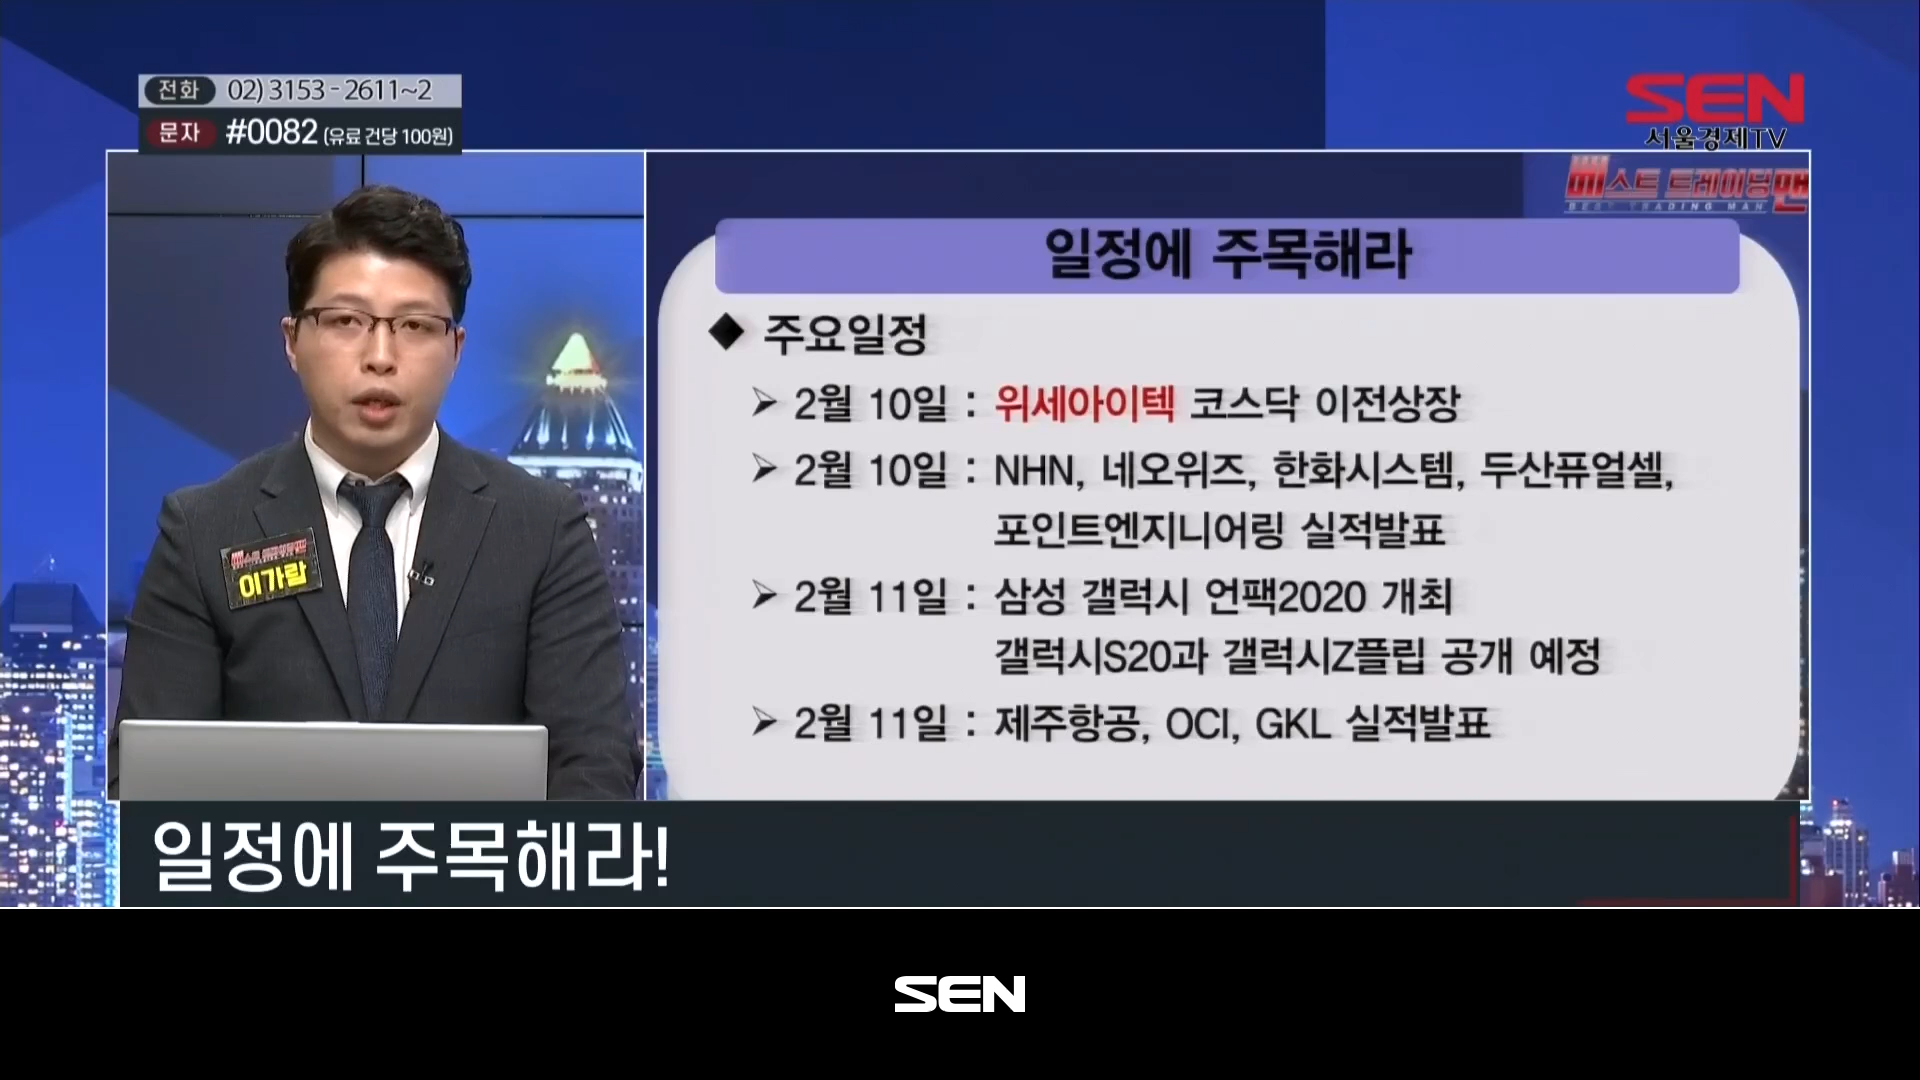 전화 02) 3153-2611~2
문자 #0082 (유료 건당 100원)
SEN
서울경제TV
베스트 트레이딩맨
BEST TRADING MAN
일정에 주목해라
◆ 주요일정
➢ 2월 10일 : 위세아이텍 코스닥 이전상장
➢ 2월 10일 : NHN, 네오위즈, 한화시스템, 두산퓨얼셀,
포인트엔지니어링 실적발표
➢ 2월 11일 : 삼성 갤럭시 언팩2020 개최
갤럭시S20과 갤럭시Z플립 공개 예정
➢ 2월 11일 : 제주항공, OCI, GKL 실적발표
베스트 트레이딩맨
이가람
일정에 주목해라!
SEN